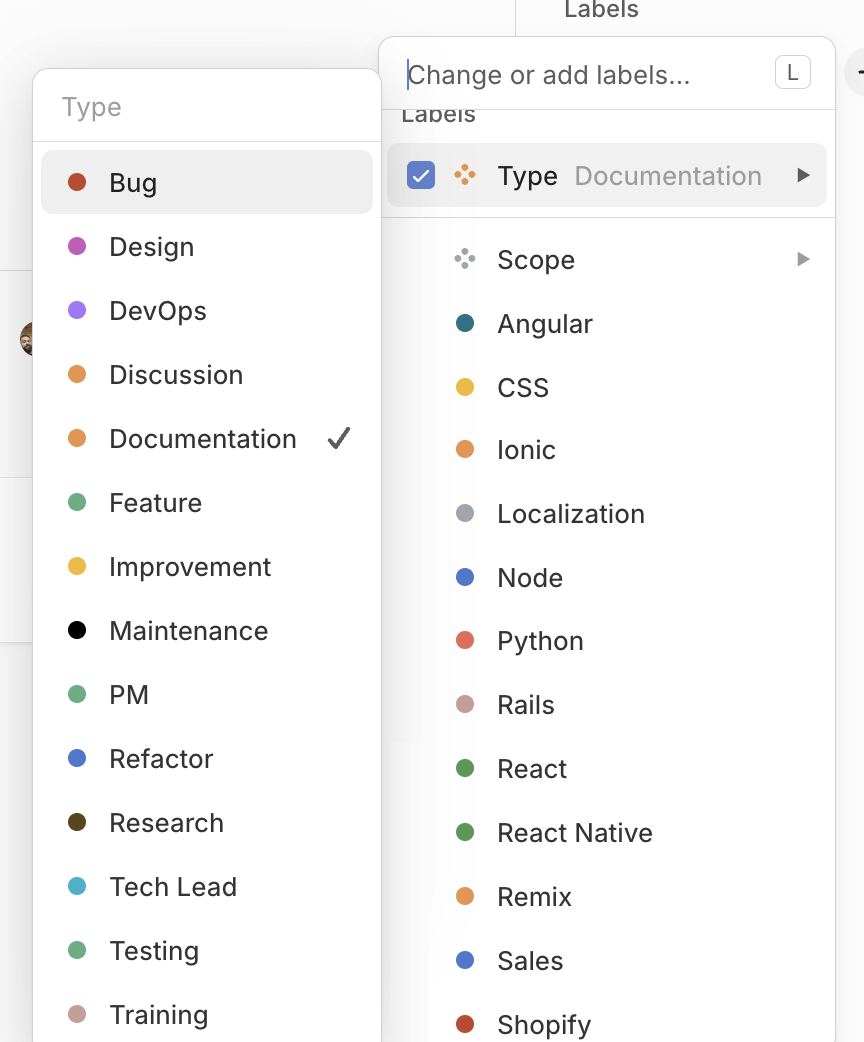 Labels
Change or add labels...
L
Labels
Type Documentation
Scope
Angular
CSS
Ionic
Localization
Node
Python
Rails
React
React Native
Remix
Sales
Shopify
Type
Bug
Design
DevOps
Discussion
Documentation
Feature
Improvement
Maintenance
PM
Refactor
Research
Tech Lead
Testing
Training